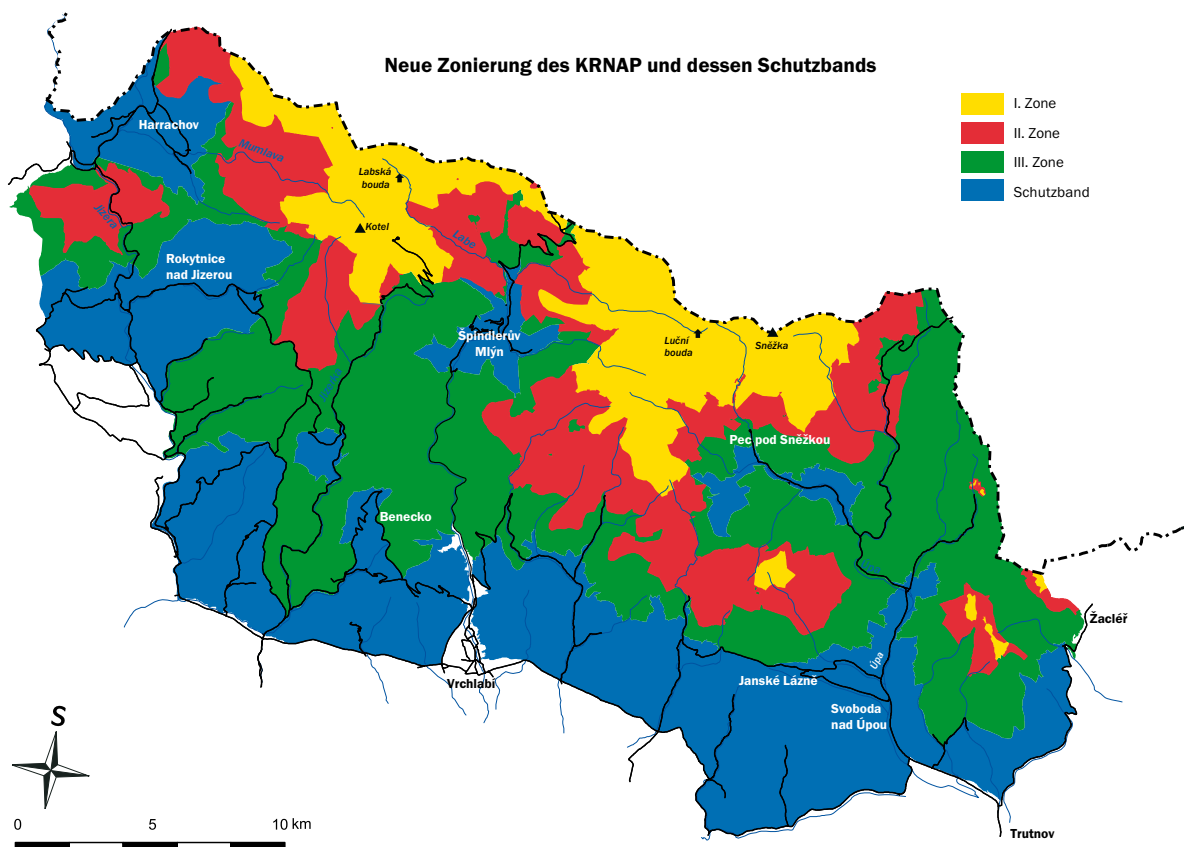 Neue Zonierung des KRNAP und dessen Schutzbands
I. Zone
II. Zone
III. Zone
Schutzband
Harrachov
Mumlava
Labská
bouda
Kotel
Jizera
Labe
Rokytnice
nad Jizerou
Špindlerův
Mlýn
Luční
bouda
Sněžka
Jizerka
Pec pod Sněžkou
Benecko
Úpa
Žacléř
Úpa
Vrchlabí
Janské Lázně
Svoboda
nad Úpou
Trutnov
S
0 5 10 km